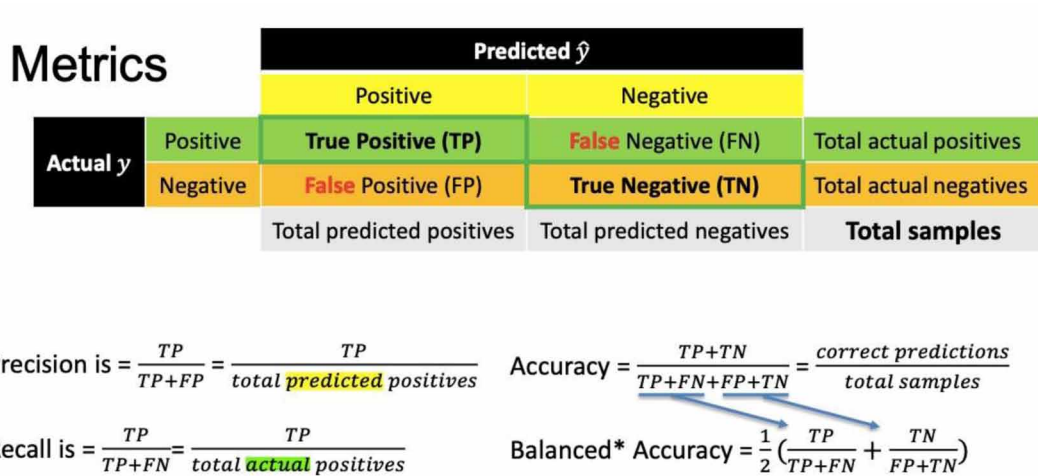 Metrics
Predicted ŷ
Positive Negative
Actual y
Positive True Positive (TP) False Negative (FN) Total actual positives
Negative False Positive (FP) True Negative (TN) Total actual negatives
Total predicted positives Total predicted negatives Total samples
recision is = TP/TP+FP = TP/total predicted positives
Accuracy = TP+TN/TP+FN+FP+TN = correct predictions/total samples
ecall is = TP/TP+FN = TP/total actual positives
Balanced* Accuracy = 1/2 (TP/TP+FN + TN/FP+TN)